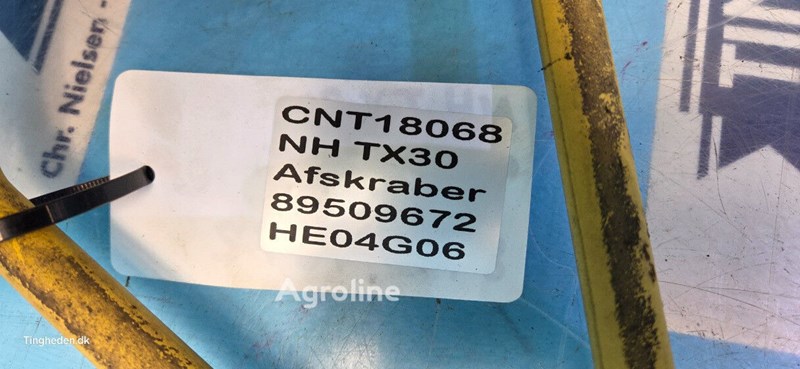 Chr. Nielsen -
CNT18068
NH TX30
Afskraber
89509672
HE04G06
Agroline
Tingheden.dk